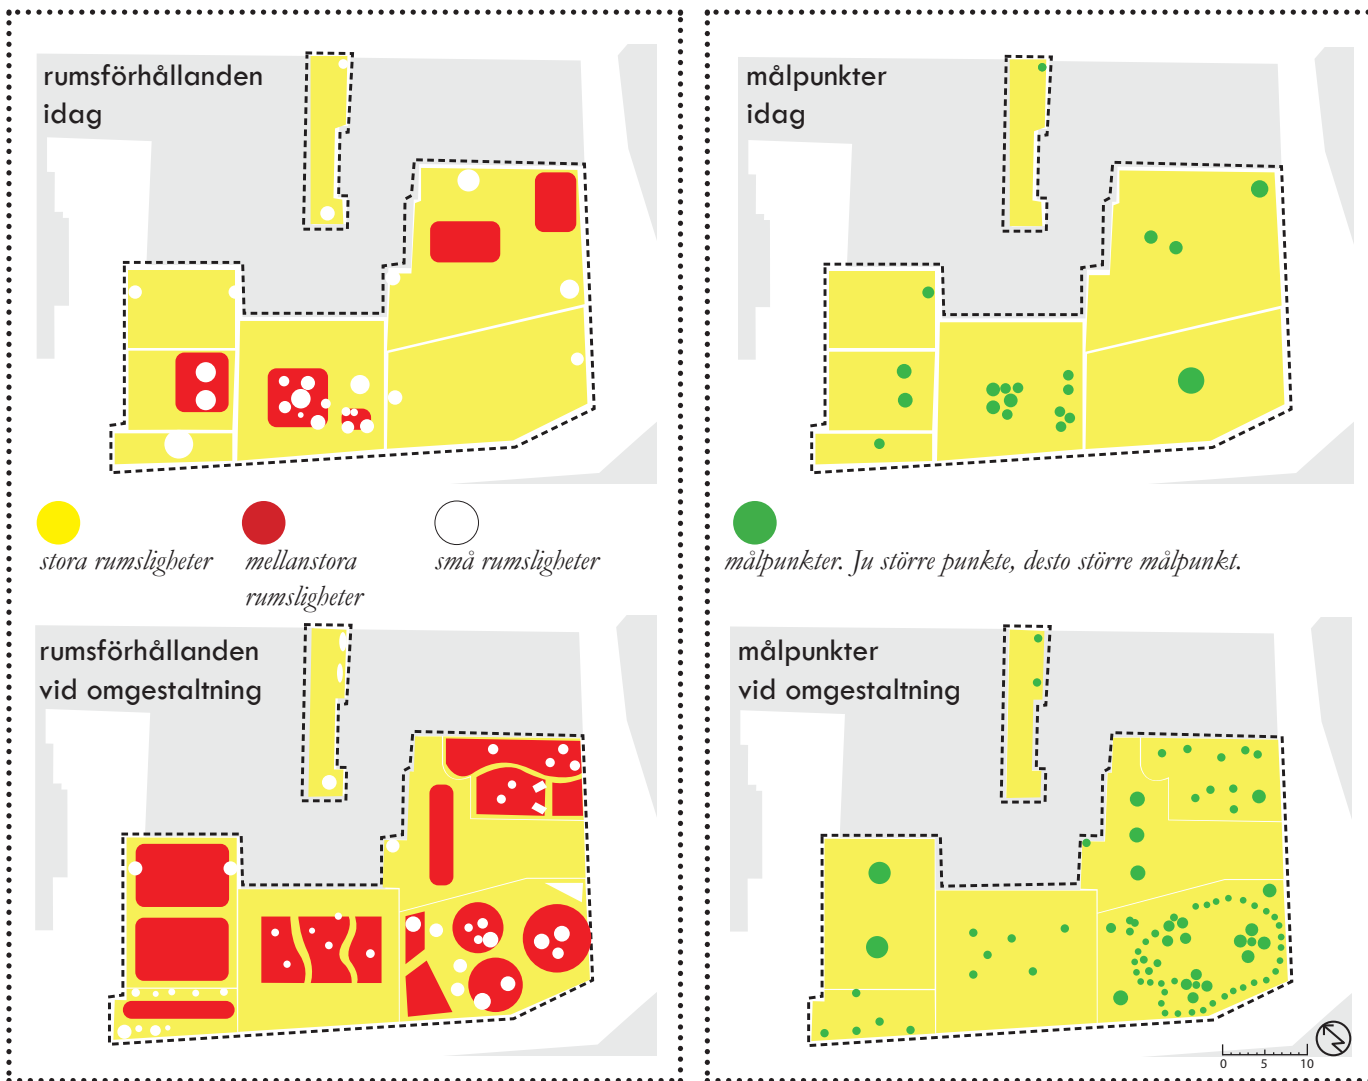 rumsförhållanden
idag
målpunkter
idag
stora rumsligheter
mellanstora
rumsligheter
små rumsligheter
målpunkter. Ju större punkte, desto större målpunkt.
rumsförhållanden
vid omgestaltning
målpunkter
vid omgestaltning
0 5 10
N